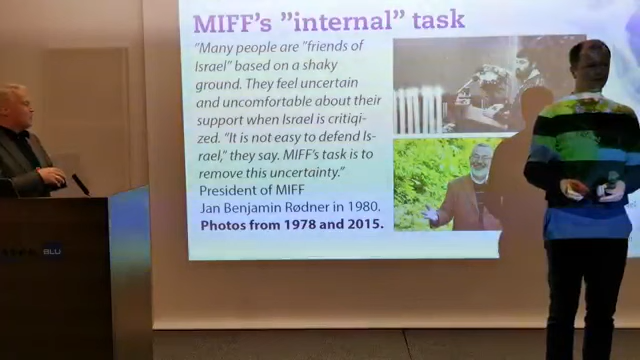 MIFF's "internal" task
"Many people are "friends of
Israel" based on a shaky
ground. They feel uncertain
and uncomfortable about their
support when Israel is critiqi-
zed. "It is not easy to defend Is-
rael," they say. MIFF's task is to
remove this uncertainty."
President of MIFF
Jan Benjamin Rødner in 1980.
Photos from 1978 and 2015.
BLU